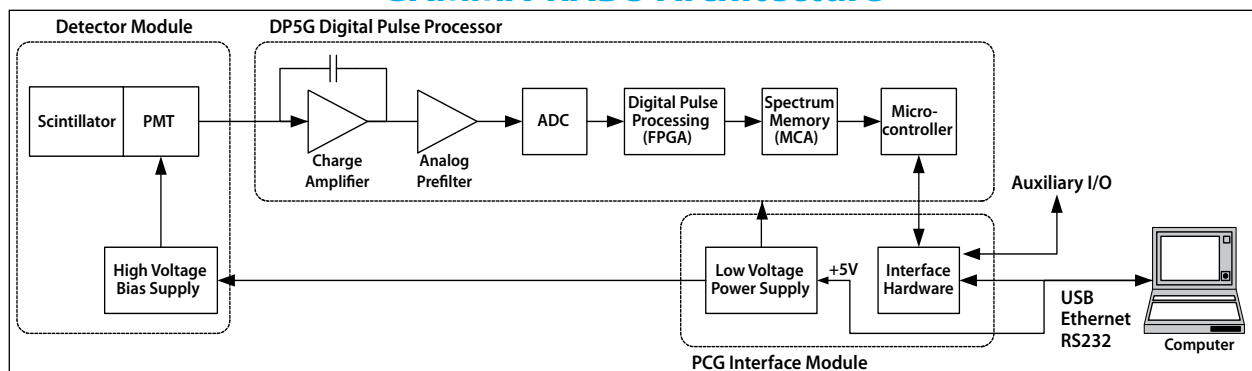 Detector Module
DP5G Digital Pulse Processor
Scintillator
PMT
Charge
Amplifier
Analog
Prefilter
ADC
Digital Pulse
Processing
(FPGA)
Spectrum
Memory
(MCA)
Micro-
controller
Auxiliary I/O
High Voltage
Bias Supply
Low Voltage
Power Supply
+5V
Interface
Hardware
USB
Ethernet
RS232
Computer
PCG Interface Module